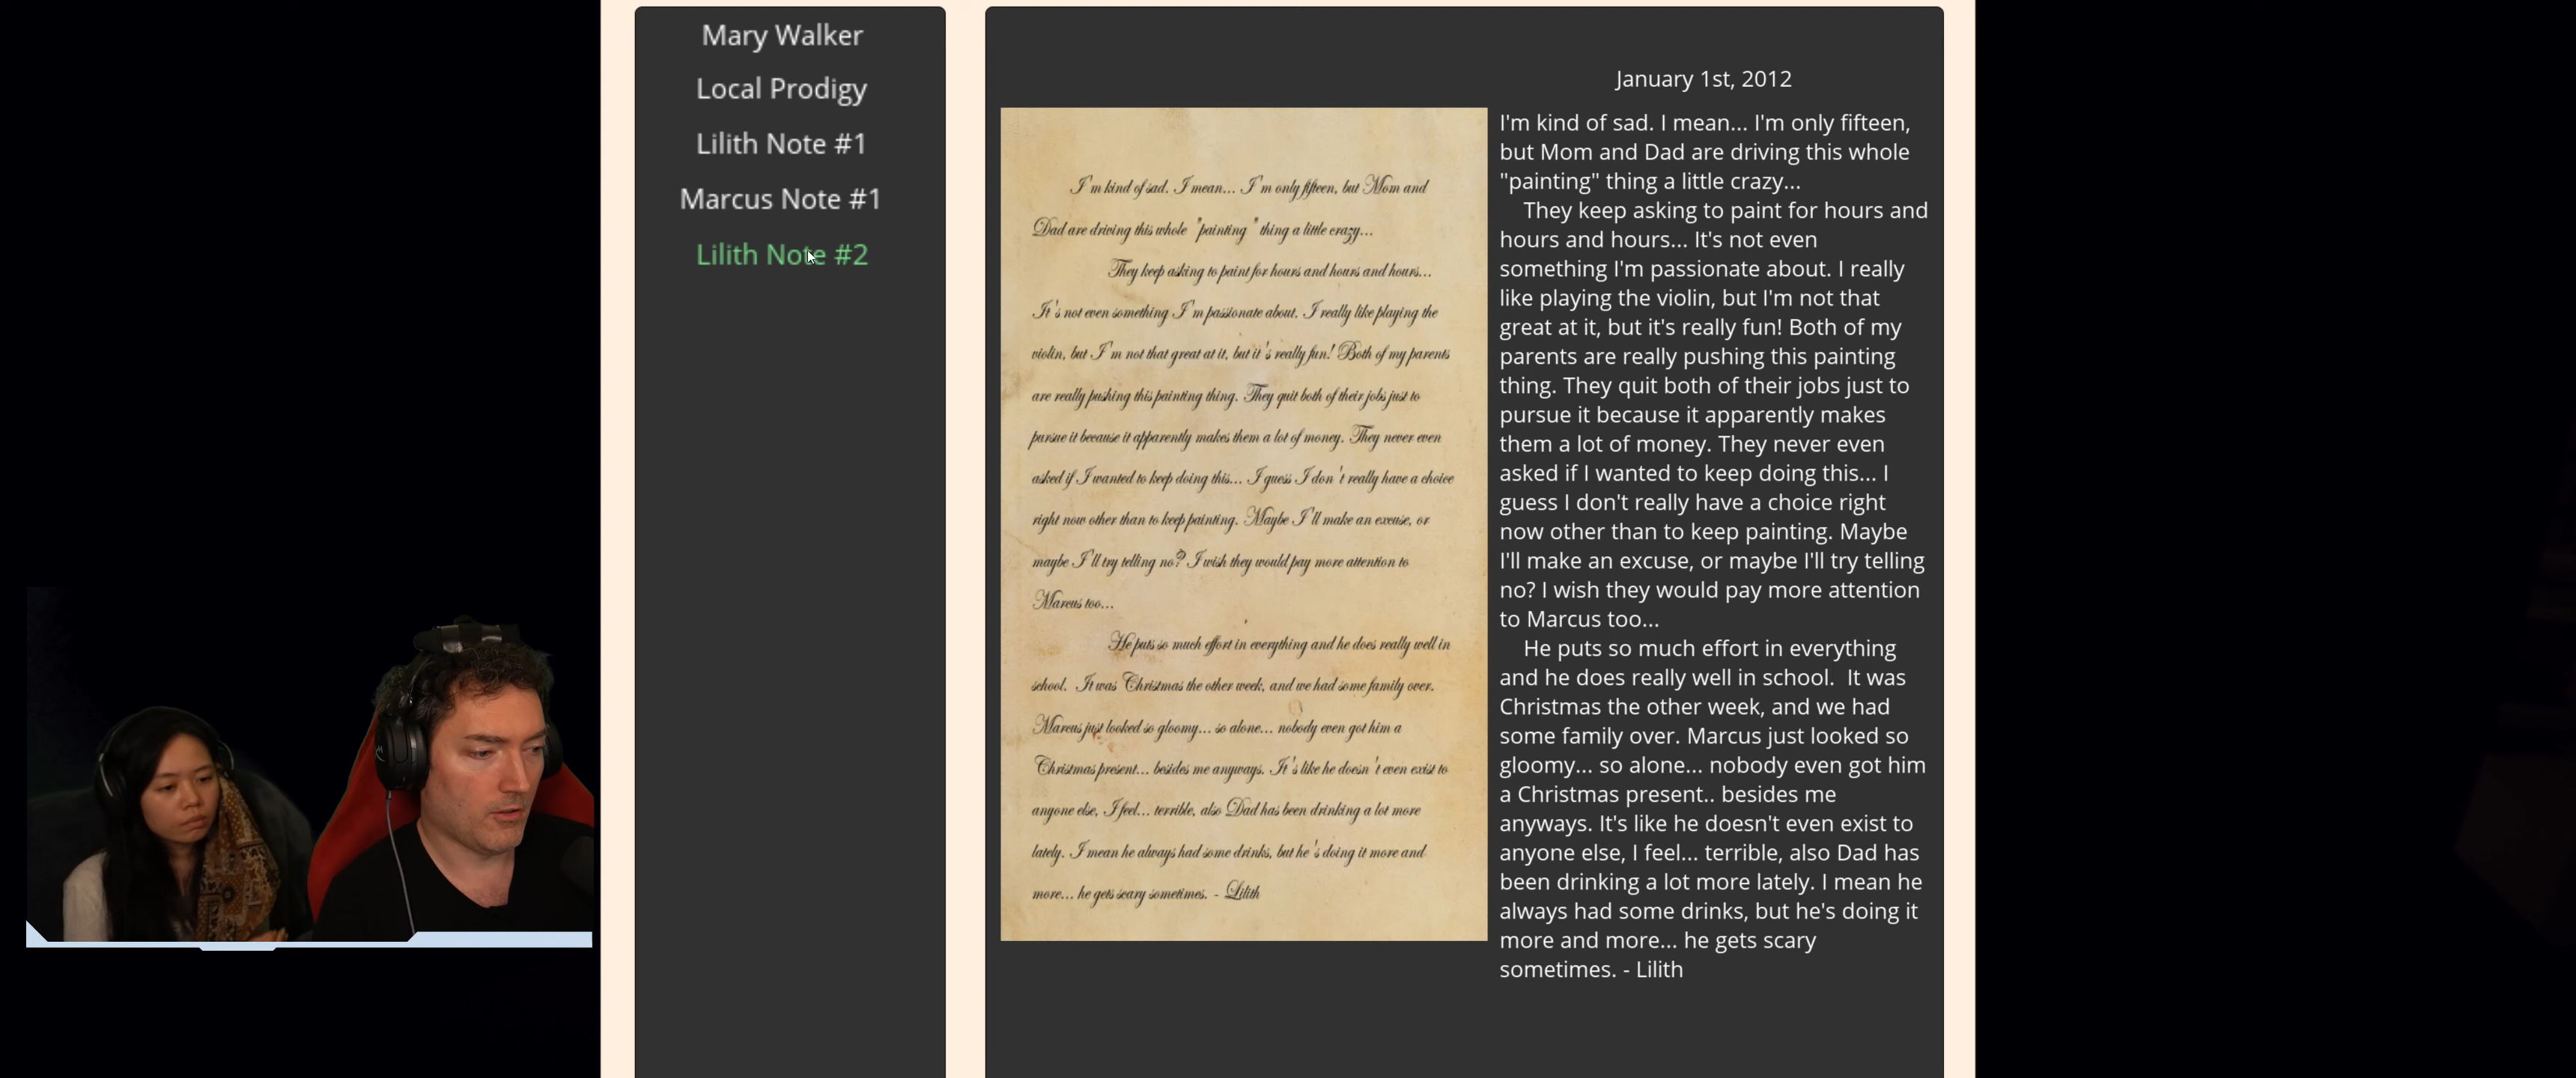 Mary Walker
Local Prodigy
Lilith Note #1
Marcus Note #1
Lilith Note #2
I'm kind of sad. I mean... I'm only fifteen, but Mom and
Dad are driving this whole "painting" thing a little crazy...
They keep asking to paint for hours and hours and hours...
It's not even something I'm passionate about. I really like playing the
violin, but I'm not that great at it, but it's really fun! Both of my parents
are really pushing this painting thing. They quit both of their jobs just to
pursue it because it apparently makes them a lot of money. They never even
asked if I wanted to keep doing this... I guess I don't really have a choice
right now other than to keep painting. Maybe I'll make an excuse, or
maybe I'll try telling no? I wish they would pay more attention to
Marcus too...
He puts so much effort in everything and he does really well in
school. It was Christmas the other week, and we had some family over.
Marcus just looked so gloomy... so alone... nobody even got him a
Christmas present... besides me anyways. It's like he doesn't even exist to
anyone else, I feel... terrible, also Dad has been drinking a lot more
lately. I mean he always had some drinks, but he's doing it more and
more... he gets scary sometimes. - Lilith
January 1st, 2012
I'm kind of sad. I mean... I'm only fifteen,
but Mom and Dad are driving this whole
"painting" thing a little crazy...
They keep asking to paint for hours and
hours and hours... It's not even
something I'm passionate about. I really
like playing the violin, but I'm not that
great at it, but it's really fun! Both of my
parents are really pushing this painting
thing. They quit both of their jobs just to
pursue it because it apparently makes
them a lot of money. They never even
asked if I wanted to keep doing this... I
guess I don't really have a choice right
now other than to keep painting. Maybe
I'll make an excuse, or maybe I'll try telling
no? I wish they would pay more attention
to Marcus too...
He puts so much effort in everything
and he does really well in school.  It was
Christmas the other week, and we had
some family over. Marcus just looked so
gloomy... so alone... nobody even got him
a Christmas present.. besides me
anyways. It's like he doesn't even exist to
anyone else, I feel... terrible, also Dad has
been drinking a lot more lately. I mean he
always had some drinks, but he's doing it
more and more... he gets scary
sometimes. - Lilith